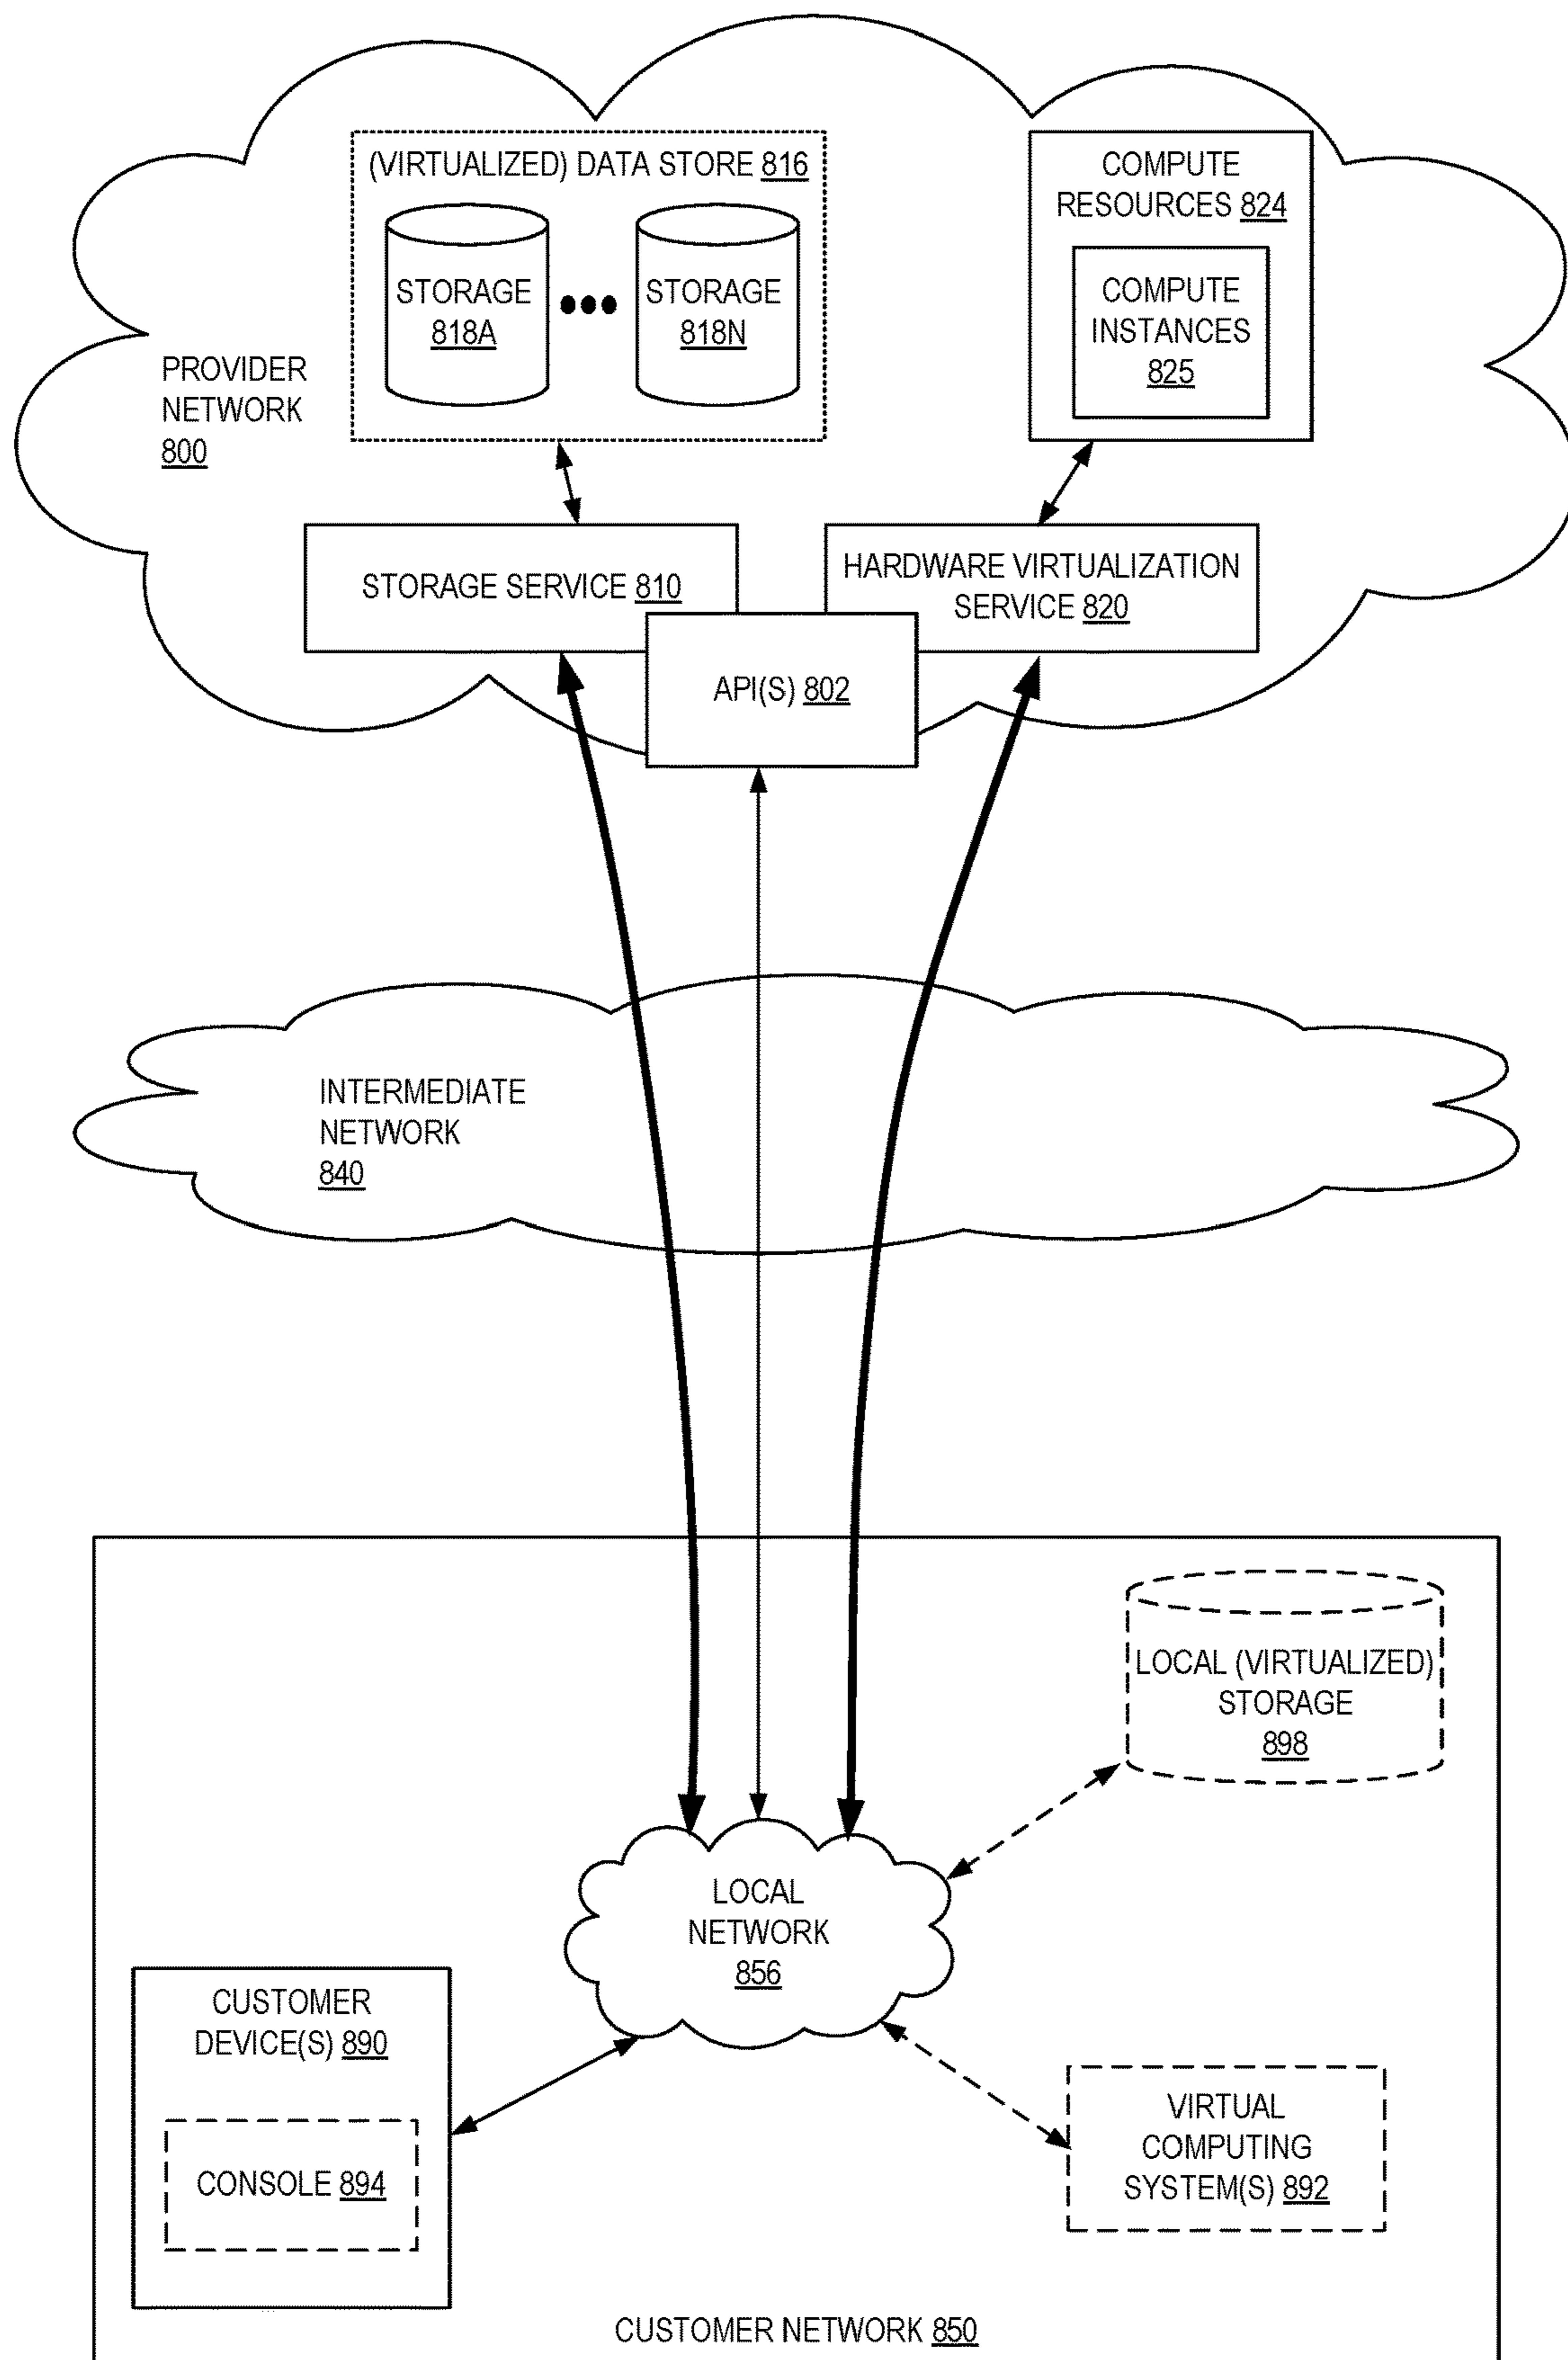 (VIRTUALIZED) DATA STORE 816
STORAGE
818A
STORAGE
818N
COMPUTE
RESOURCES 824
COMPUTE
INSTANCES
825
PROVIDER
NETWORK
800
STORAGE SERVICE 810
HARDWARE VIRTUALIZATION
SERVICE 820
API(S) 802
INTERMEDIATE
NETWORK
840
LOCAL (VIRTUALIZED)
STORAGE
898
LOCAL
NETWORK
856
CUSTOMER
DEVICE(S) 890
CONSOLE 894
VIRTUAL
COMPUTING
SYSTEM(S) 892
CUSTOMER NETWORK 850